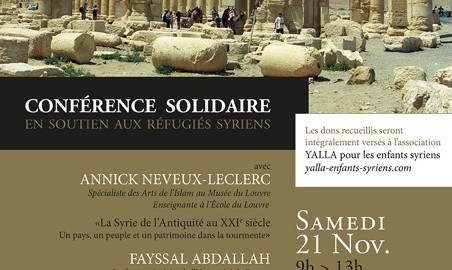 CONFÉRENCE SOLIDAIRE
EN SOUTIEN AUX RÉFUGIÉS SYRIENS
avec
ANNICK NEVEUX-LECLERC
Spécialiste des Arts de l'Islam au Musée du Louvre
Enseignante à l'École du Louvre
«La Syrie de l'Antiquité au XXIe siècle
Un pays, un peuple et un patrimoine dans la tourmente»
FAYSSAL ABDALLAH
Les dons recueillis seront
intégralement versés à l'association
YALLA pour les enfants syriens
yalla-enfants-syriens.com
SAMEDI
21 NOV.
9h > 13h